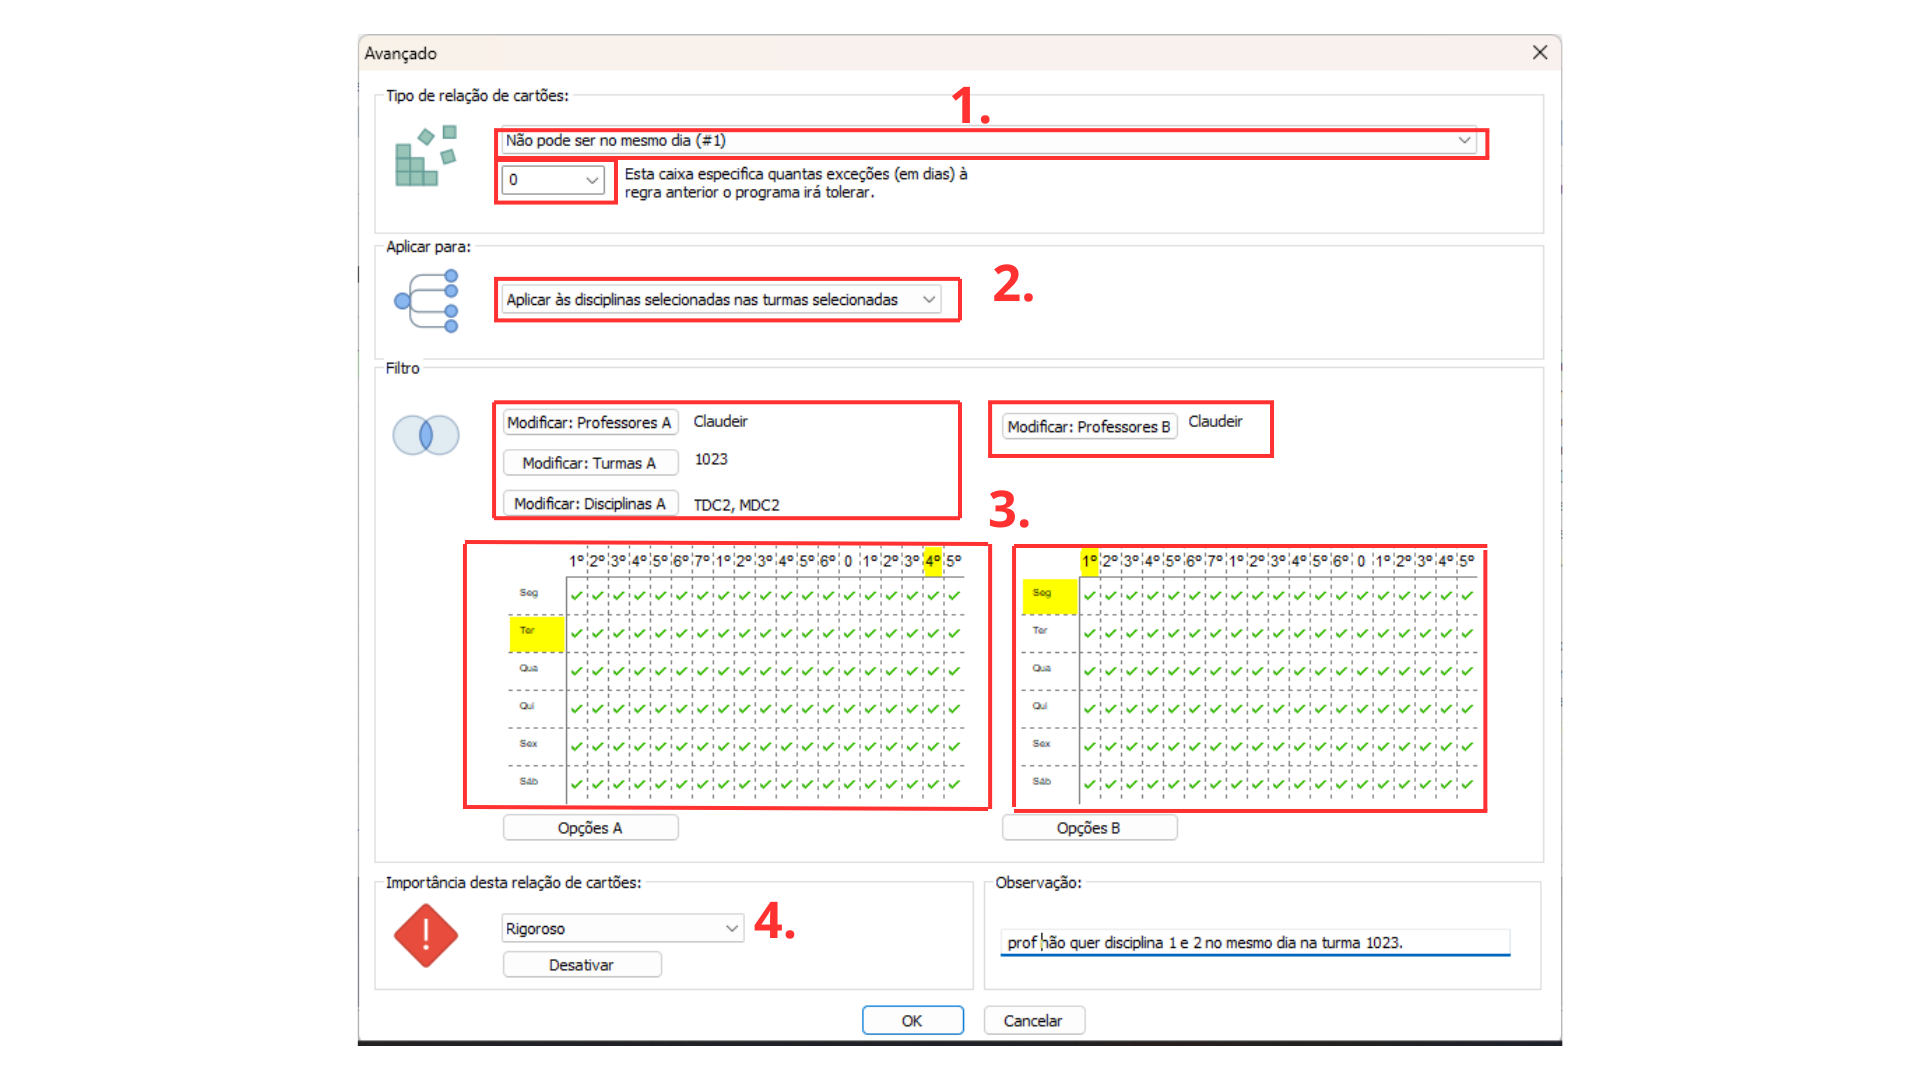 Avançado
Tipo de relação de cartões:
1.
Não pode ser no mesmo dia (#1)
0
Esta caixa especifica quantas exceções (em dias) à
regra anterior o programa irá tolerar.
Aplicar para:
2.
Aplicar às disciplinas selecionadas nas turmas selecionadas
Filtro
Modificar: Professores A Claudeir
Modificar: Turmas A 1023
Modificar: Disciplinas A TDC2, MDC2
Modificar: Professores B Claudeir
3.
1º 2º 3º 4º 5º 6º 7º 1º 2º 3º 4º 5º 6º 0 1º 2º 3º 4º 5º
Seg
Ter
Qua
Qui
Sex
Sáb
Opções A
1º 2º 3º 4º 5º 6º 7º 1º 2º 3º 4º 5º 6º 0 1º 2º 3º 4º 5º
Seg
Ter
Qua
Qui
Sex
Sáb
Opções B
Importância desta relação de cartões:
Rigoroso
4.
Desativar
Observação:
prof não quer disciplina 1 e 2 no mesmo dia na turma 1023.
OK
Cancelar